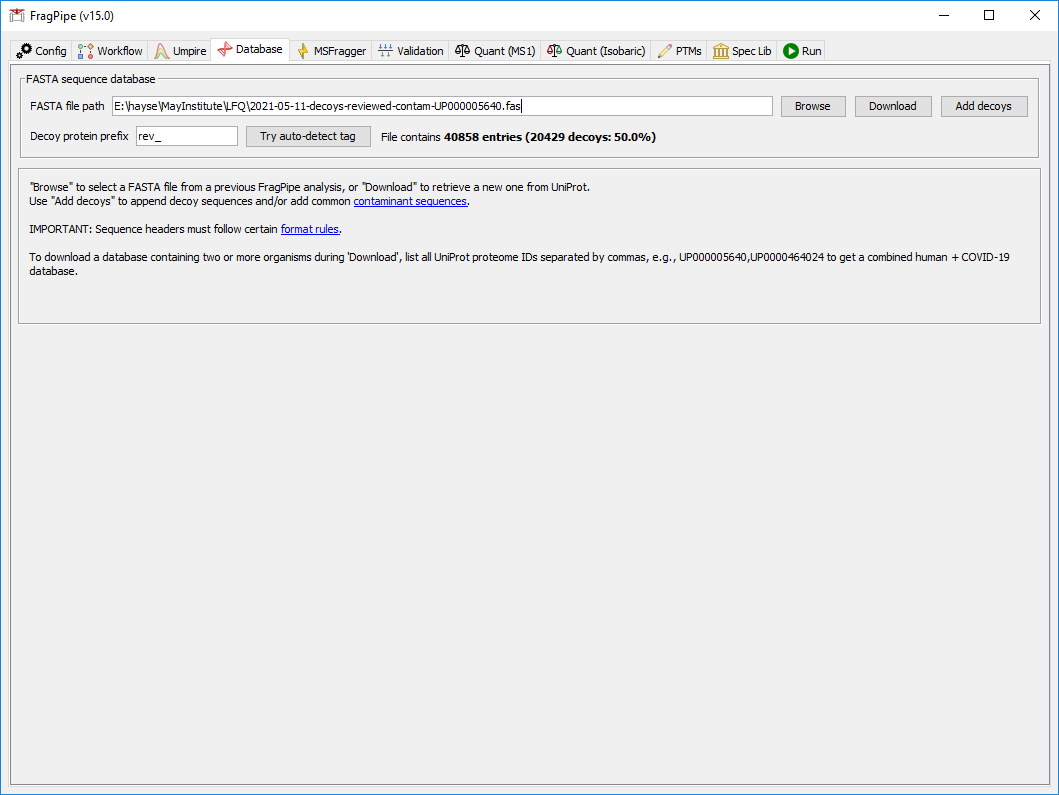 FragPipe (v15.0)
Config Workflow Umpire Database MSFragger Validation Quant (MS1) Quant (Isobaric) PTMs Spec Lib Run
FASTA sequence database
FASTA file path E:\hayse\MayInstitute\LFQ\2021-05-11-decoys-reviewed-contam-UP000005640.fas Browse Download Add decoys
Decoy protein prefix rev_ Try auto-detect tag File contains 40858 entries (20429 decoys: 50.0%)
"Browse" to select a FASTA file from a previous FragPipe analysis, or "Download" to retrieve a new one from UniProt.
Use "Add decoys" to append decoy sequences and/or add common contaminant sequences.
IMPORTANT: Sequence headers must follow certain format rules.
To download a database containing two or more organisms during 'Download', list all UniProt proteome IDs separated by commas, e.g., UP000005640,UP0000464024 to get a combined human + COVID-19
database.